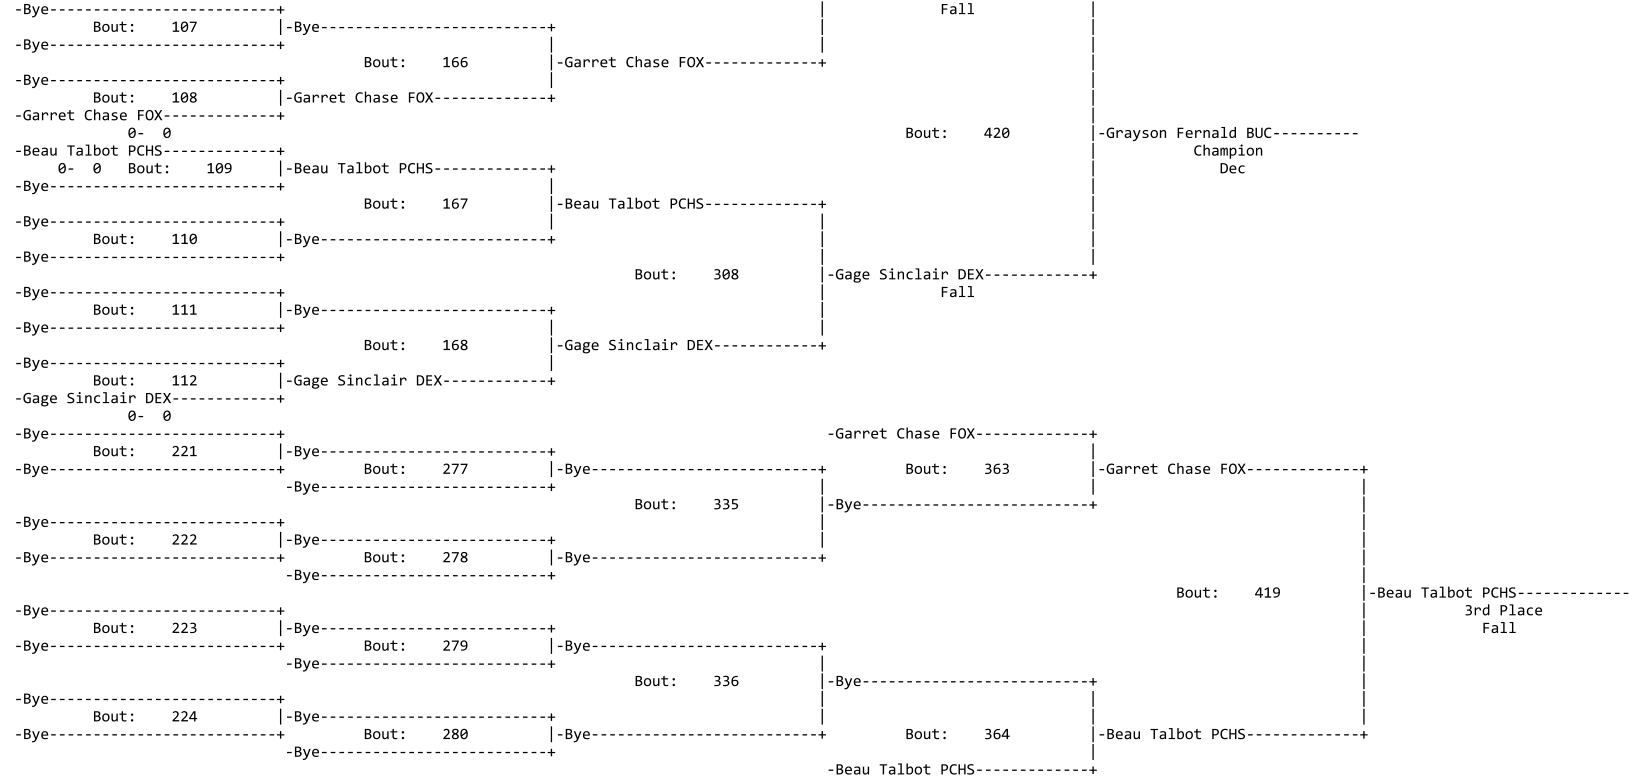 -Bye--------------------------+ | Fall |
Bout: 107 |-Bye--------------------------+ | |
-Bye--------------------------+ | | |
Bout: 166 |-Garret Chase FOX-------------+ |
-Bye--------------------------+ | |
Bout: 108 |-Garret Chase FOX-------------+ |
-Garret Chase FOX-------------+ |
0- 0 Bout: 420 |-Grayson Fernald BUC----------
-Beau Talbot PCHS-------------+ | Champion
0- 0 Bout: 109 |-Beau Talbot PCHS-------------+ | Dec
-Bye--------------------------+ | |
Bout: 167 |-Beau Talbot PCHS-------------+ |
-Bye--------------------------+ | | |
Bout: 110 |-Bye--------------------------+ | |
-Bye--------------------------+ | |
Bout: 308 |-Gage Sinclair DEX------------+
-Bye--------------------------+ | Fall
Bout: 111 |-Bye--------------------------+ |
-Bye--------------------------+ | |
Bout: 168 |-Gage Sinclair DEX------------+
-Bye--------------------------+ |
Bout: 112 |-Gage Sinclair DEX------------+
-Gage Sinclair DEX------------+
0- 0
-Bye--------------------------+ -Garret Chase FOX-------------+
Bout: 221 |-Bye--------------------------+ |
-Bye--------------------------+ Bout: 277 |-Bye--------------------------+ Bout: 363 |-Garret Chase FOX-------------+
-Bye--------------------------+ | | |
Bout: 335 |-Bye--------------------------+ |
-Bye--------------------------+ | |
Bout: 222 |-Bye--------------------------+ | |
-Bye--------------------------+ Bout: 278 |-Bye--------------------------+ |
-Bye--------------------------+ |
Bout: 419 |-Beau Talbot PCHS-------------
-Bye--------------------------+ | 3rd Place
Bout: 223 |-Bye--------------------------+ | Fall
-Bye--------------------------+ Bout: 279 |-Bye--------------------------+ |
-Bye--------------------------+ | |
Bout: 336 |-Bye--------------------------+ |
-Bye--------------------------+ | | |
Bout: 224 |-Bye--------------------------+ | | |
-Bye--------------------------+ Bout: 280 |-Bye--------------------------+ Bout: 364 |-Beau Talbot PCHS-------------+
-Bye--------------------------+ |
-Beau Talbot PCHS-------------+